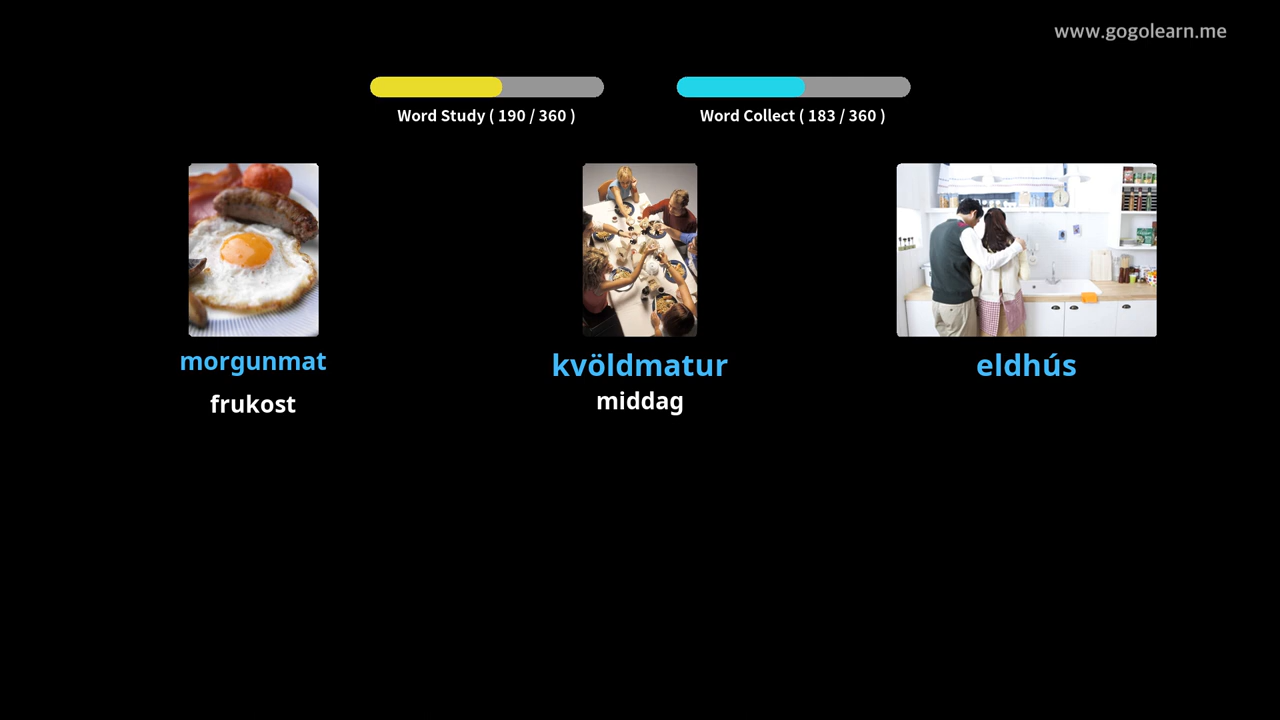 www.gogolearn.me
Word Study ( 190 / 360 )
Word Collect ( 183 / 360 )
morgunmat
kvöldmatur
eldhús
frukost
middag